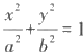 x²/a² + y²/b² = 1